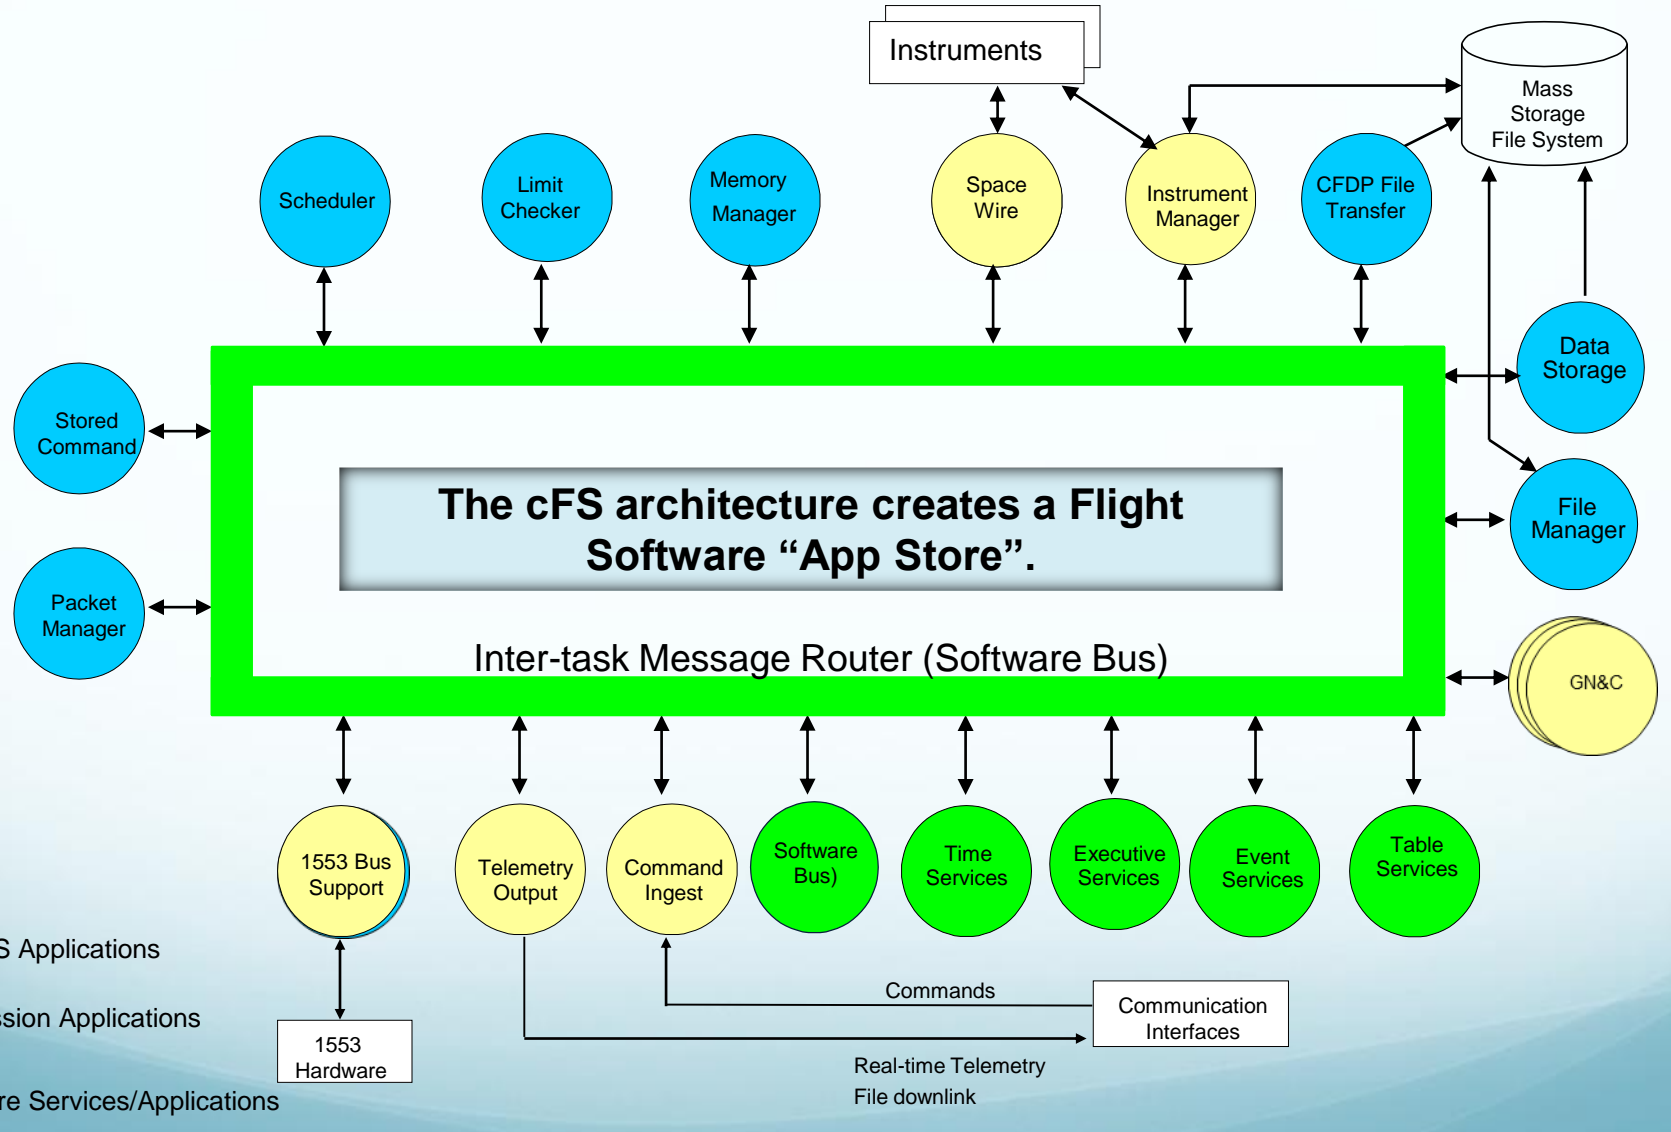 Instruments
Mass
Storage
File System
Scheduler
Limit
Checker
Memory
Manager
Space
Wire
Instrument
Manager
CFDP File
Transfer
Data
Storage
Stored
Command
The cFS architecture creates a Flight
Software “App Store”.
File
Manager
Packet
Manager
Inter-task Message Router (Software Bus)
GN&C
1553 Bus
Support
Telemetry
Output
Command
Ingest
Software
Bus)
Time
Services
Executive
Services
Event
Services
Table
Services
S Applications
ssion Applications
re Services/Applications
Commands
Communication
Interfaces
1553
Hardware
Real-time Telemetry
File downlink